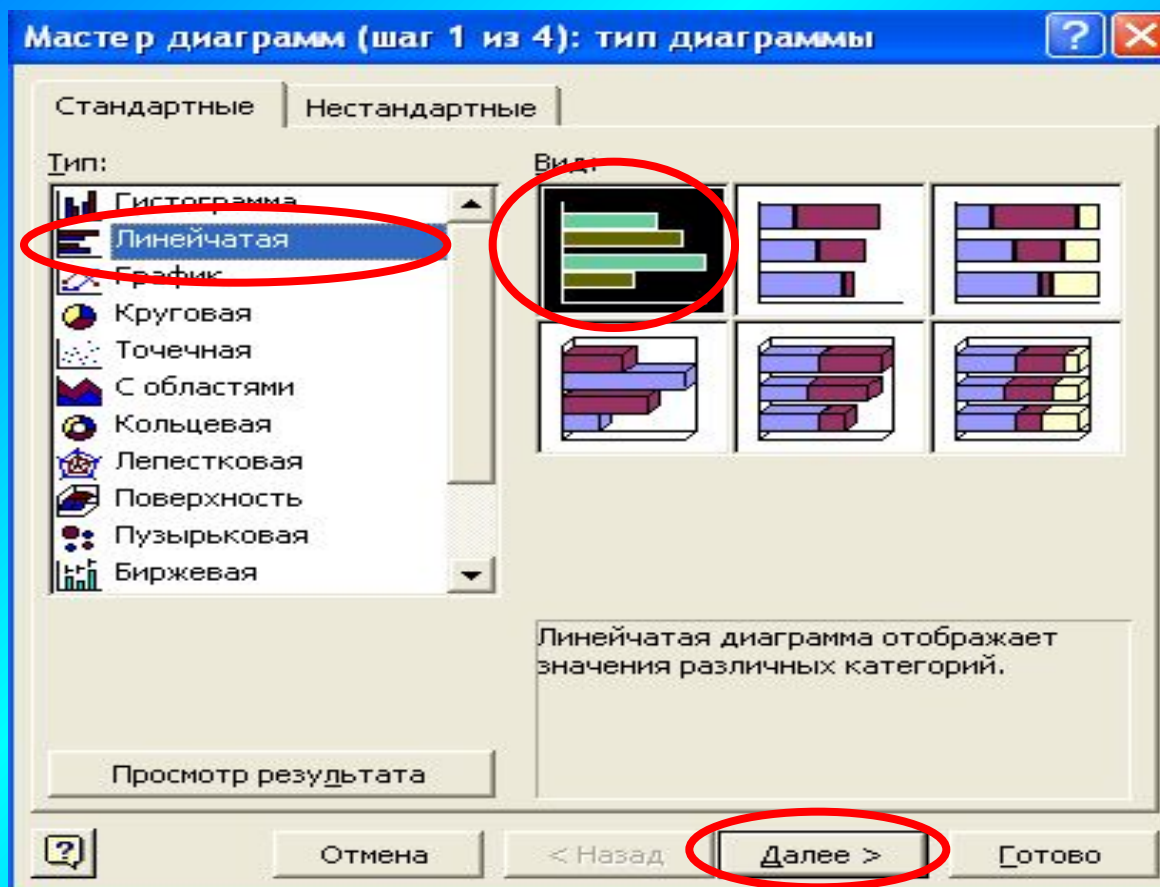 Мастер диаграмм (шаг 1 из 4): тип диаграммы
Стандартные
Нестандартные
Тип:
Гистограмма
Линейчатая
График
Круговая
Точечная
С областями
Кольцевая
Лепестковая
Поверхность
Пузырьковая
Биржевая
Вид:
Линейчатая диаграмма отображает
значения различных категорий.
Просмотр результата
Отмена
< Назад
Далее >
Готово